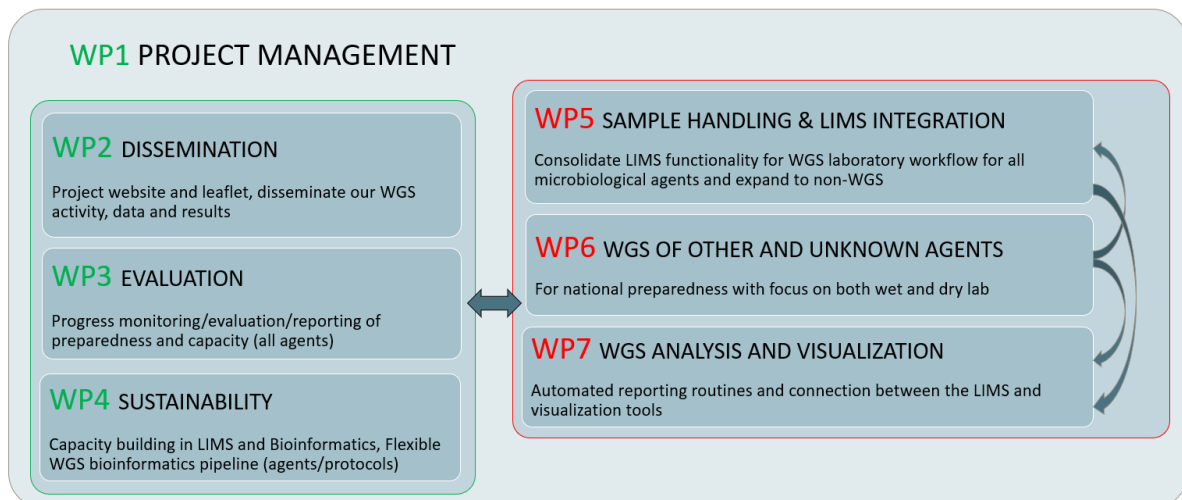 WP1 PROJECT MANAGEMENT
WP2 DISSEMINATION
Project website and leaflet, disseminate our WGS
activity, data and results
WP3 EVALUATION
Progress monitoring/evaluation/reporting of
preparedness and capacity (all agents)
WP4 SUSTAINABILITY
Capacity building in LIMS and Bioinformatics, Flexible
WGS bioinformatics pipeline (agents/protocols)
WP5 SAMPLE HANDLING & LIMS INTEGRATION
Consolidate LIMS functionality for WGS laboratory workflow for all
microbiological agents and expand to non-WGS
WP6 WGS OF OTHER AND UNKNOWN AGENTS
For national preparedness with focus on both wet and dry lab
WP7 WGS ANALYSIS AND VISUALIZATION
Automated reporting routines and connection between the LIMS and
visualization tools